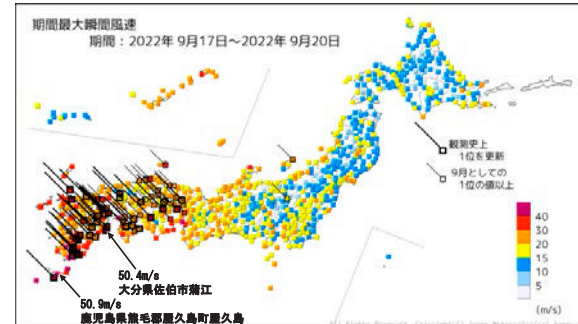 期間最大瞬間風速
期間：2022年 9月17日～2022年 9月20日
観測史上
1位を更新
9月としての
1位の値以上
40
30
20
15
10
5
(m/s)
50.4m/s
大分県佐伯市蒲江
50.9m/s
鹿児島県熊毛郡屋久島町屋久島